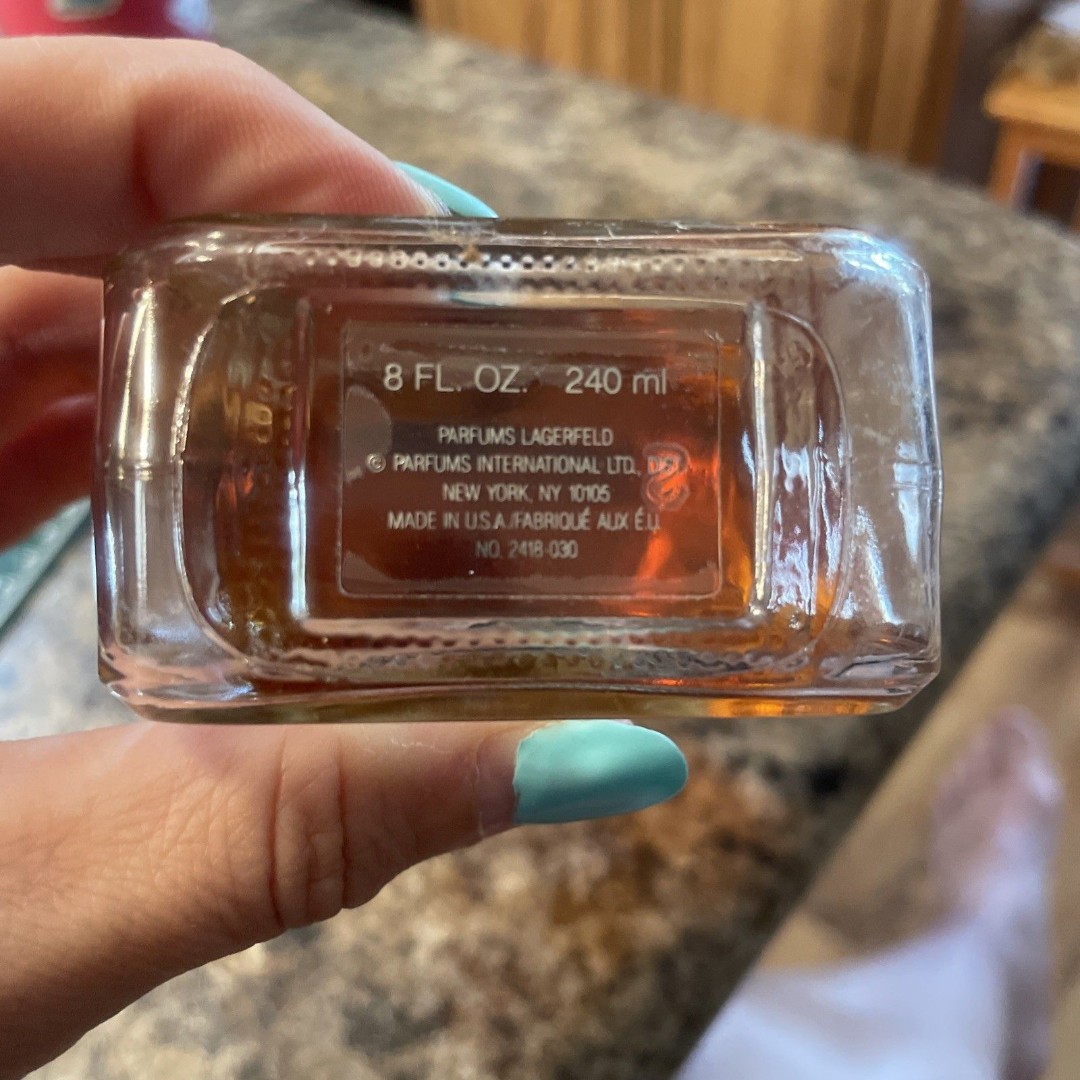 8 FL. OZ. 240 ml
PARFUMS LAGERFELD
© PARFUMS INTERNATIONAL LTD.,
NEW YORK, NY 10105
MADE IN U.S.A./FABRIQUÉ AUX É.U.
NO. 2418-030